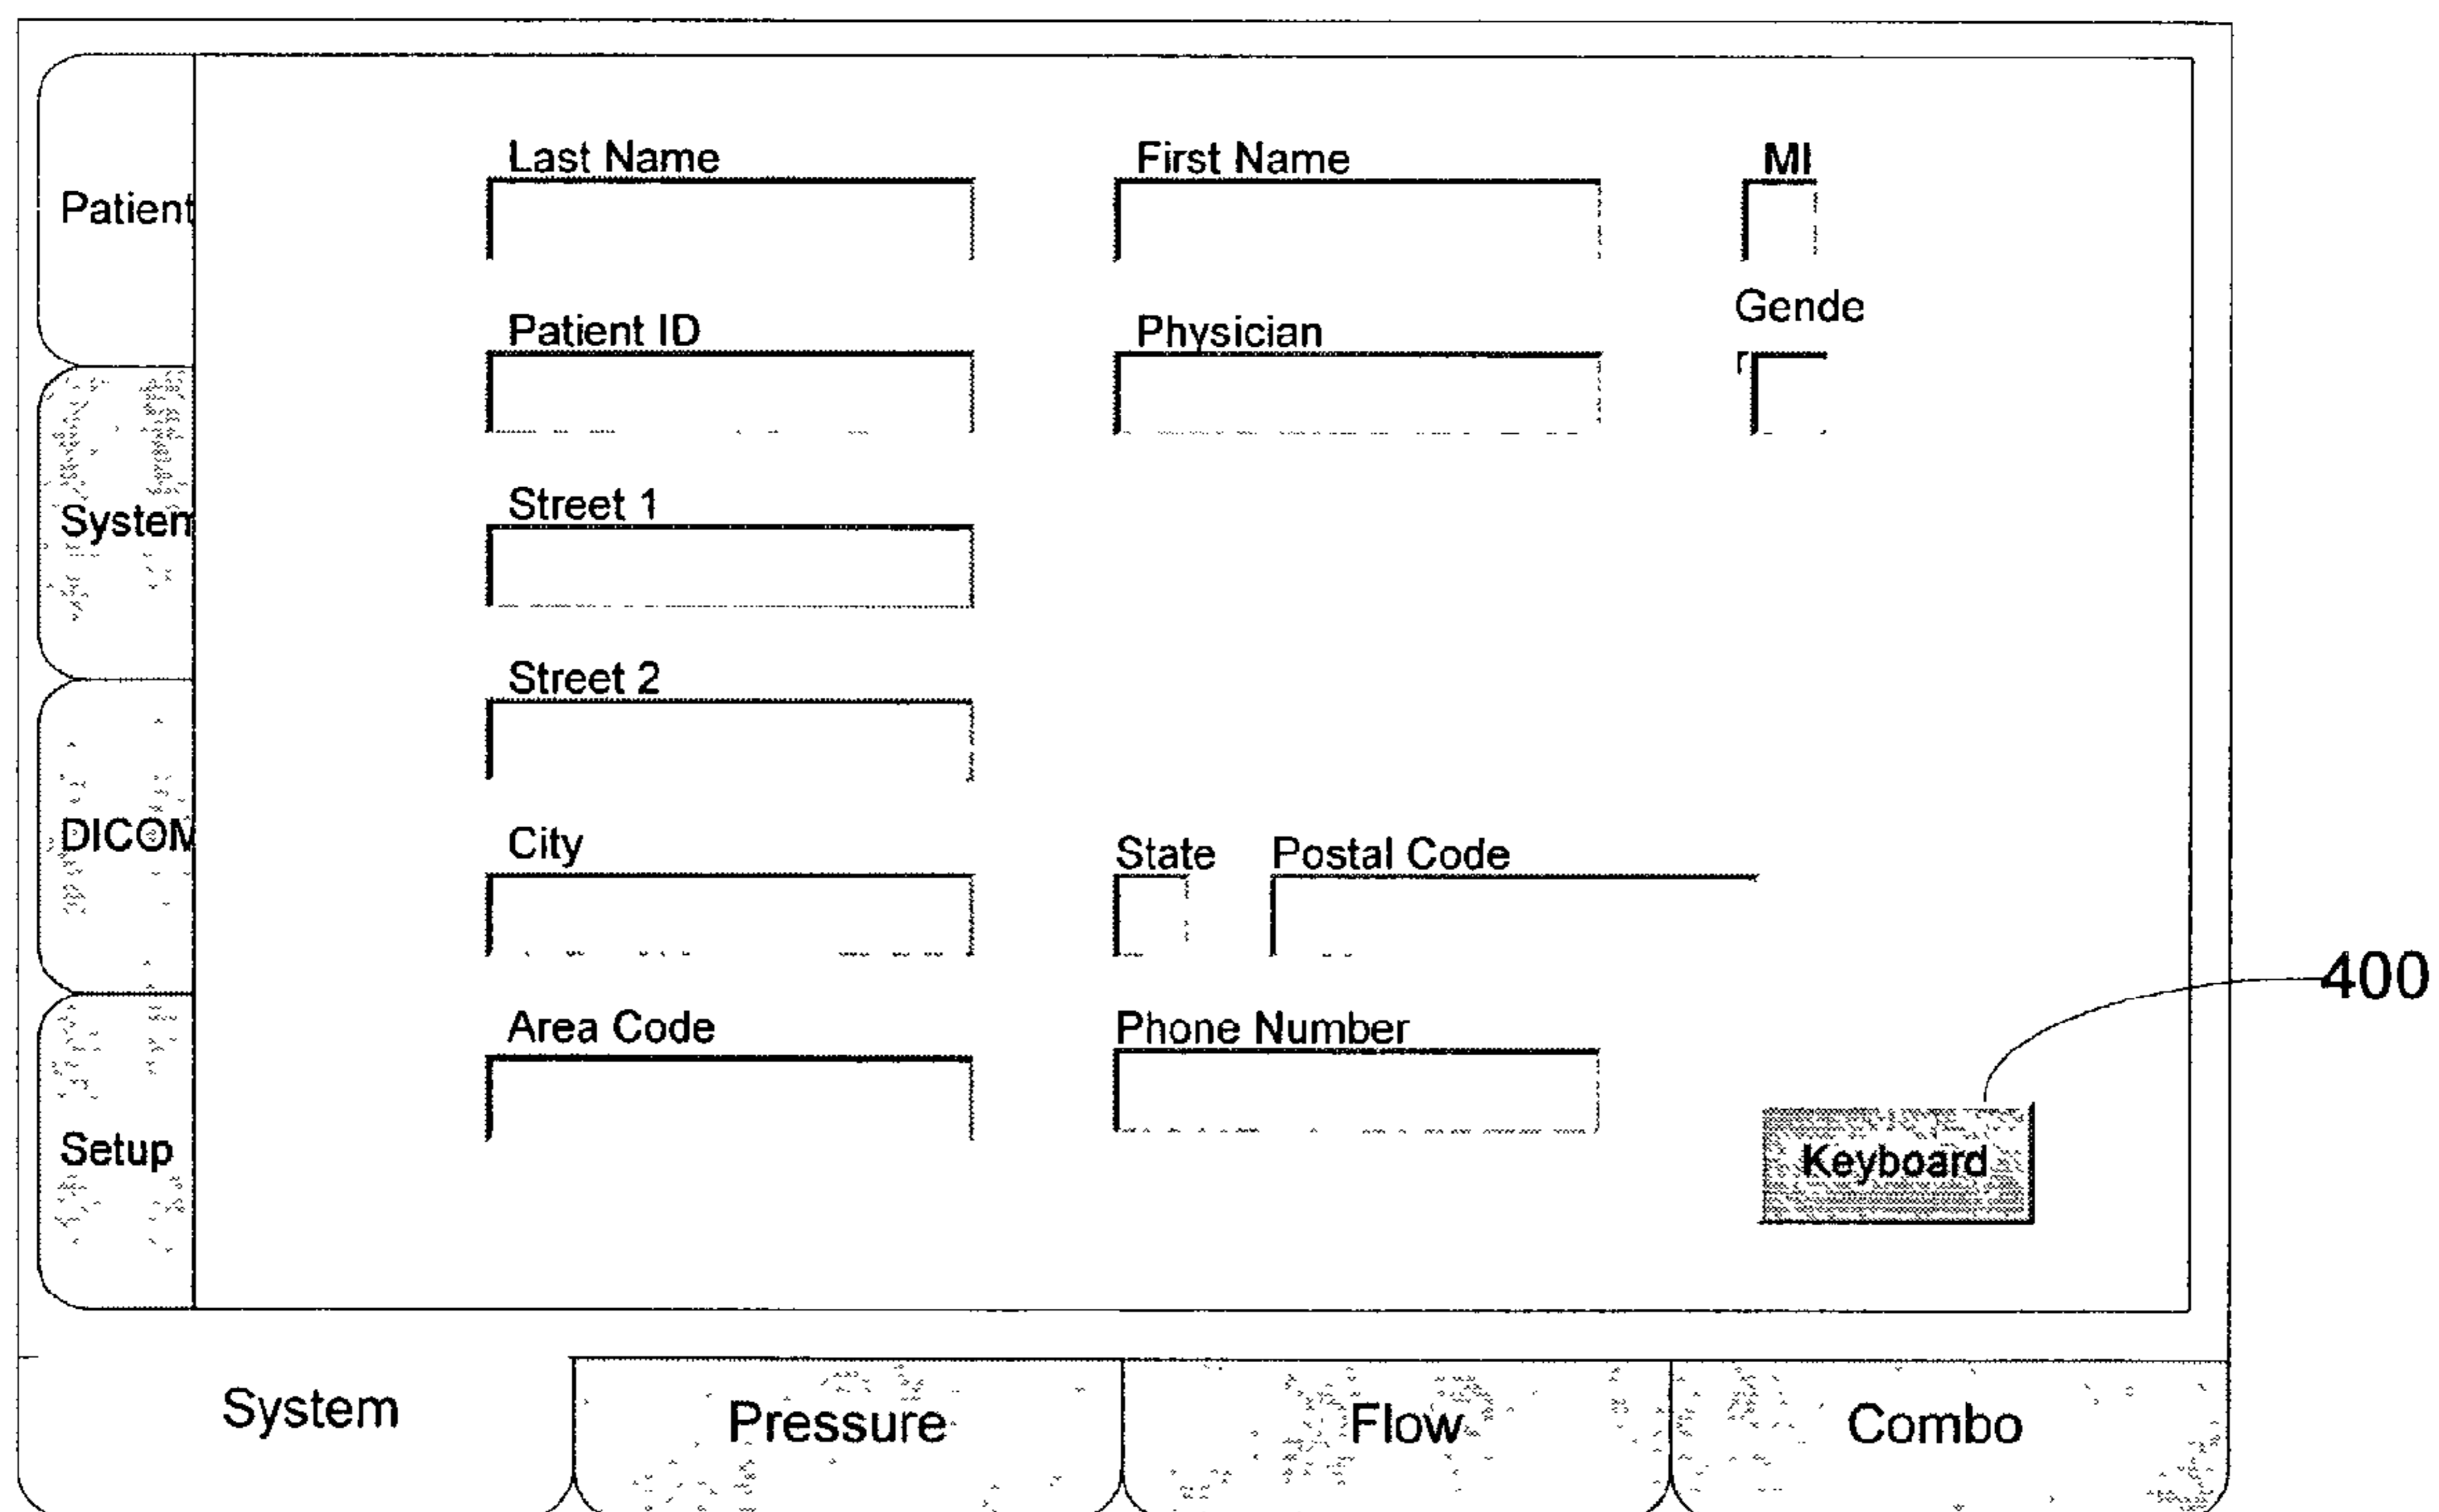 Last Name
First Name
MI
Patient
Gende
Patient ID
Physician
Street 1
System
Street 2
DICOM
City
State
Postal Code
400
Area Code
Phone Number
Setup
Keyboard
System
Pressure
Flow
Combo